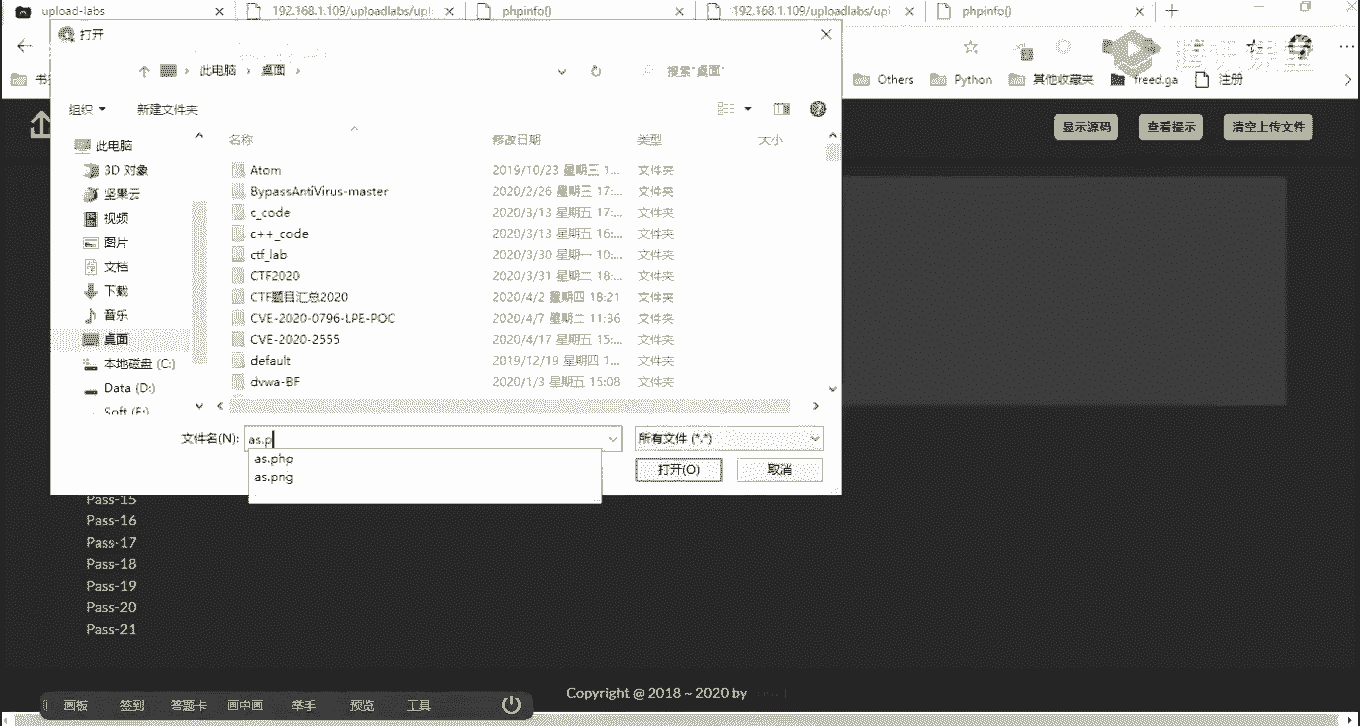 upload-labs
192.168.1.109/uploadlabs/upl
phpinfo()
192.168.1.109/uploadlabs/upl
phpinfo()
打开
此电脑 › 桌面 ›
搜索"桌面"
Others
Python
其他收藏夹
freed.ga
注册
腾讯课堂
组织
新建文件夹
显示源码
查看提示
清空上传文件
名称 修改日期 类型 大小
此电脑
3D 对象
坚果云
视频
图片
文档
下载
音乐
桌面
本地磁盘 (C:)
Data (D:)
Soft (E:)
Atom 2019/10/23 星期三 1... 文件夹
BypassAntiVirus-master 2020/2/26 星期三 17:... 文件夹
c_code 2020/3/13 星期五 17:... 文件夹
c++_code 2020/3/13 星期五 16:... 文件夹
ctf_lab 2020/3/30 星期一 10:... 文件夹
CTF2020 2020/3/31 星期二 18:... 文件夹
CTF题目汇总2020 2020/4/2 星期四 18:21 文件夹
CVE-2020-0796-LPE-POC 2020/4/7 星期二 11:36 文件夹
CVE-2020-2555 2020/4/17 星期五 15:... 文件夹
default 2019/12/19 星期四 1... 文件夹
dvwa-BF 2020/1/3 星期五 15:08 文件夹
文件名(N): as.p
所有文件 (*.*)
as.php
as.png
打开(O)
取消
Pass-15
Pass-16
Pass-17
Pass-18
Pass-19
Pass-20
Pass-21
Copyright @ 2018 ~ 2020 by
画板
签到
答题卡
画中画
举手
预览
工具